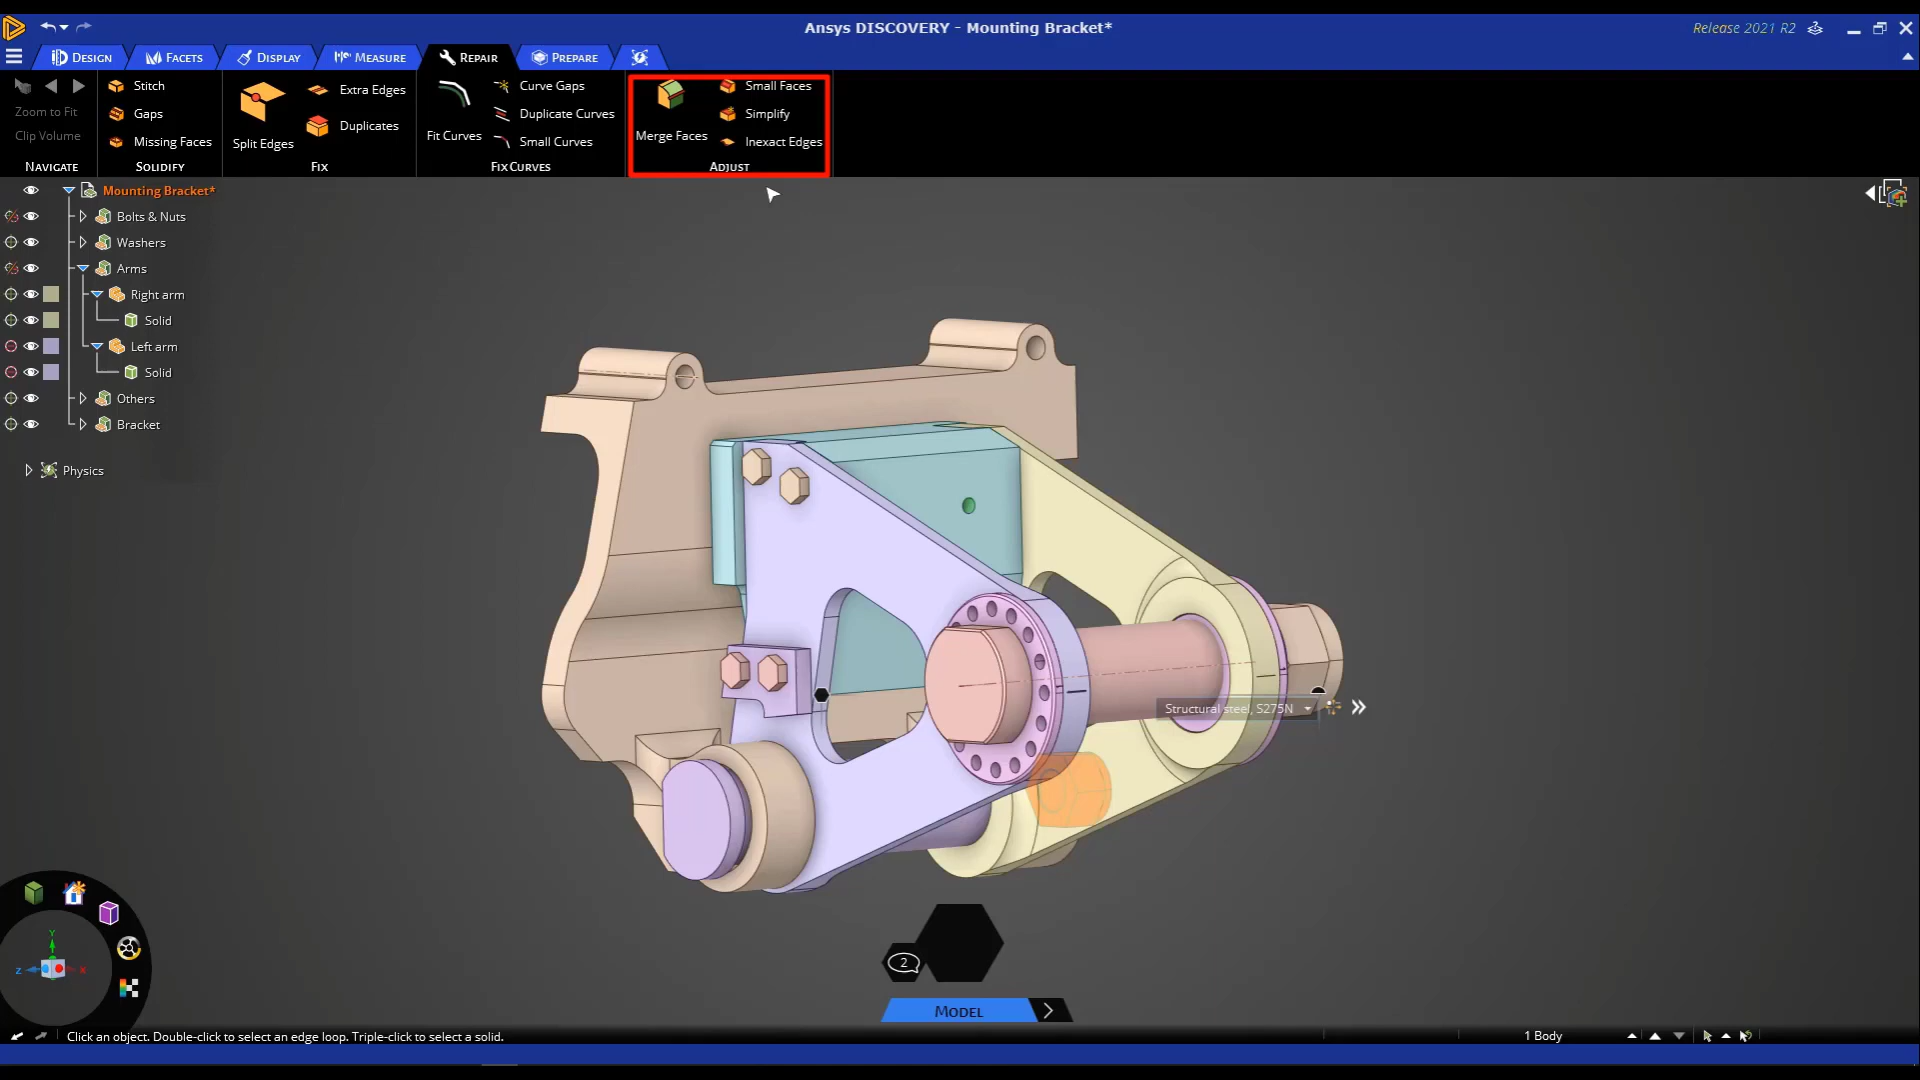 Ansys DISCOVERY - Mounting Bracket*
Release 2021 R2
DESIGN
FACETS
DISPLAY
MEASURE
REPAIR
PREPARE
Zoom to Fit
Clip Volume
NAVIGATE
Stitch
Gaps
Missing Faces
SOLIDIFY
Split Edges
Extra Edges
Duplicates
FIX
Fit Curves
Curve Gaps
Duplicate Curves
Small Curves
FIX CURVES
Merge Faces
Small Faces
Simplify
Inexact Edges
ADJUST
Mounting Bracket*
Bolts & Nuts
Washers
Arms
Right arm
Solid
Left arm
Solid
Others
Bracket
Physics
Structural steel, S275N
Y
Z
X
2
MODEL
Click an object. Double-click to select an edge loop. Triple-click to select a solid.
1 Body